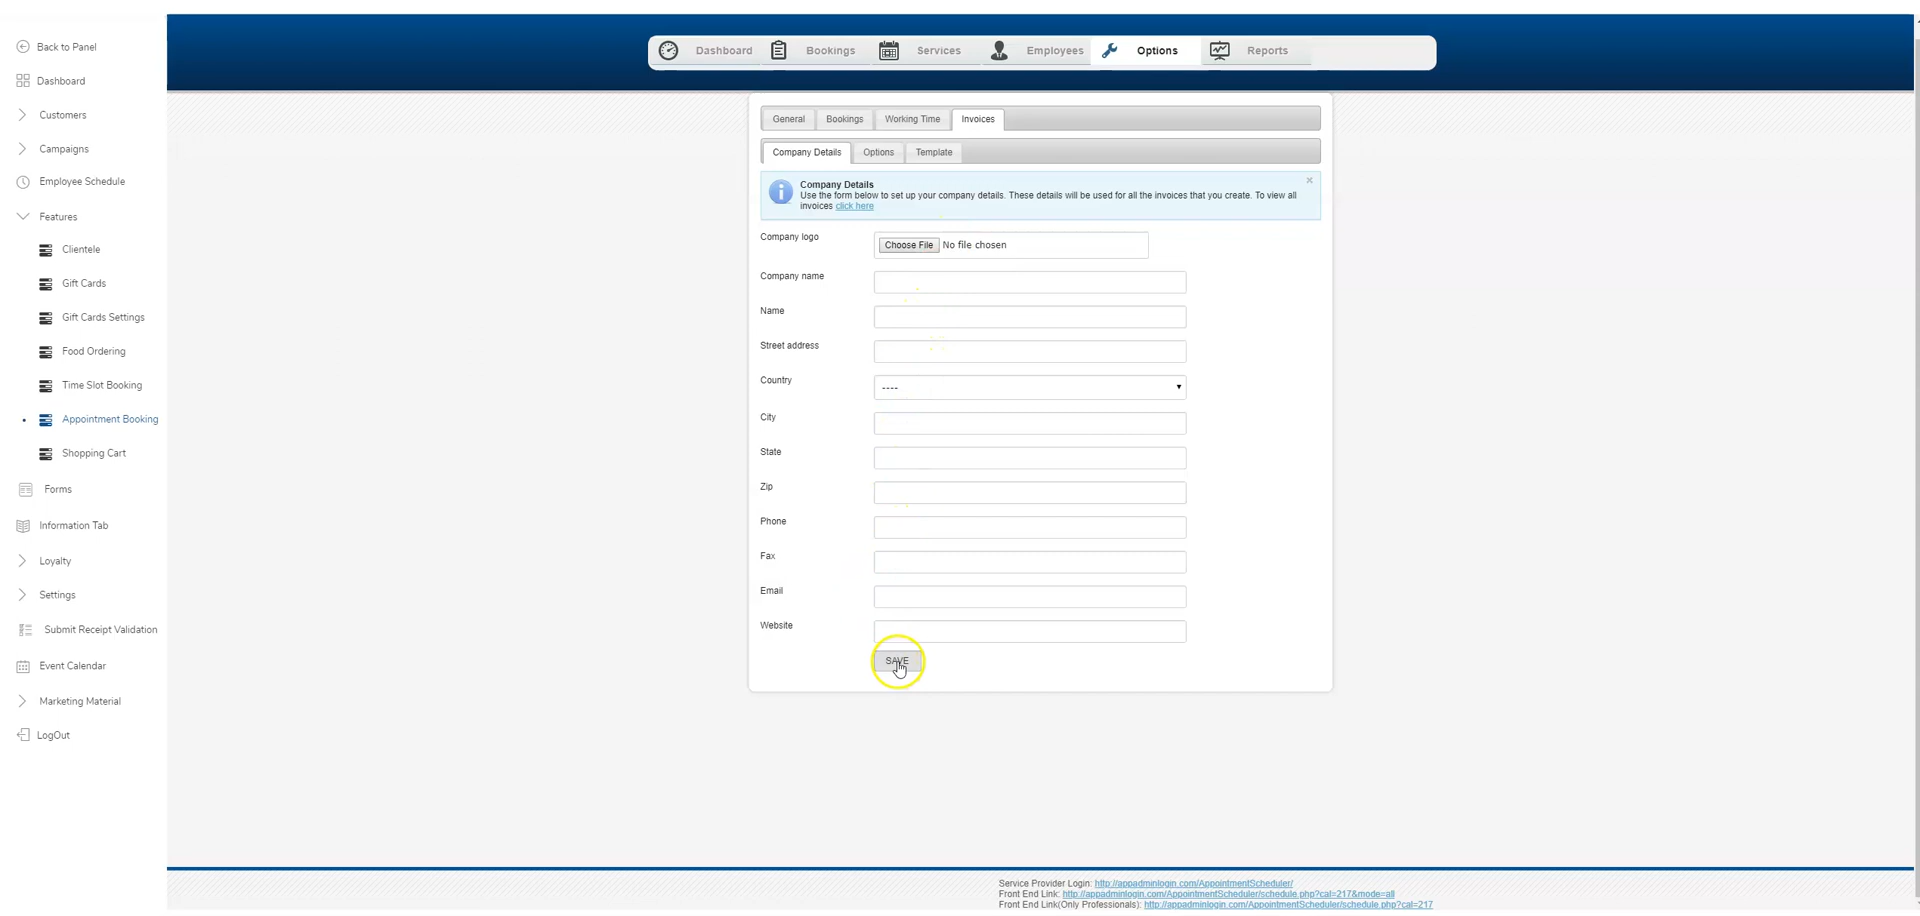 Back to Panel
Dashboard
Customers
Campaigns
Employee Schedule
Features
Clientele
Gift Cards
Gift Cards Settings
Food Ordering
Time Slot Booking
Appointment Booking
Shopping Cart
Forms
Information Tab
Loyalty
Settings
Submit Receipt Validation
Event Calendar
Marketing Material
LogOut
Dashboard Bookings Services Employees Options Reports
General Bookings Working Time Invoices
Company Details Options Template
Company Details
Use the form below to set up your company details. These details will be used for all the invoices that you create. To view all
invoices click here
Company logo Choose File No file chosen
Company name
Name
Street address
Country ----
City
State
Zip
Phone
Fax
Email
Website
SAVE
Service Provider Login: http://appadminlogin.com/AppointmentScheduler/
Front End Link: http://appadminlogin.com/AppointmentScheduler/schedule.php?cal=217&mode=all
Front End Link(Only Professionals): http://appadminlogin.com/AppointmentScheduler/schedule.php?cal=217